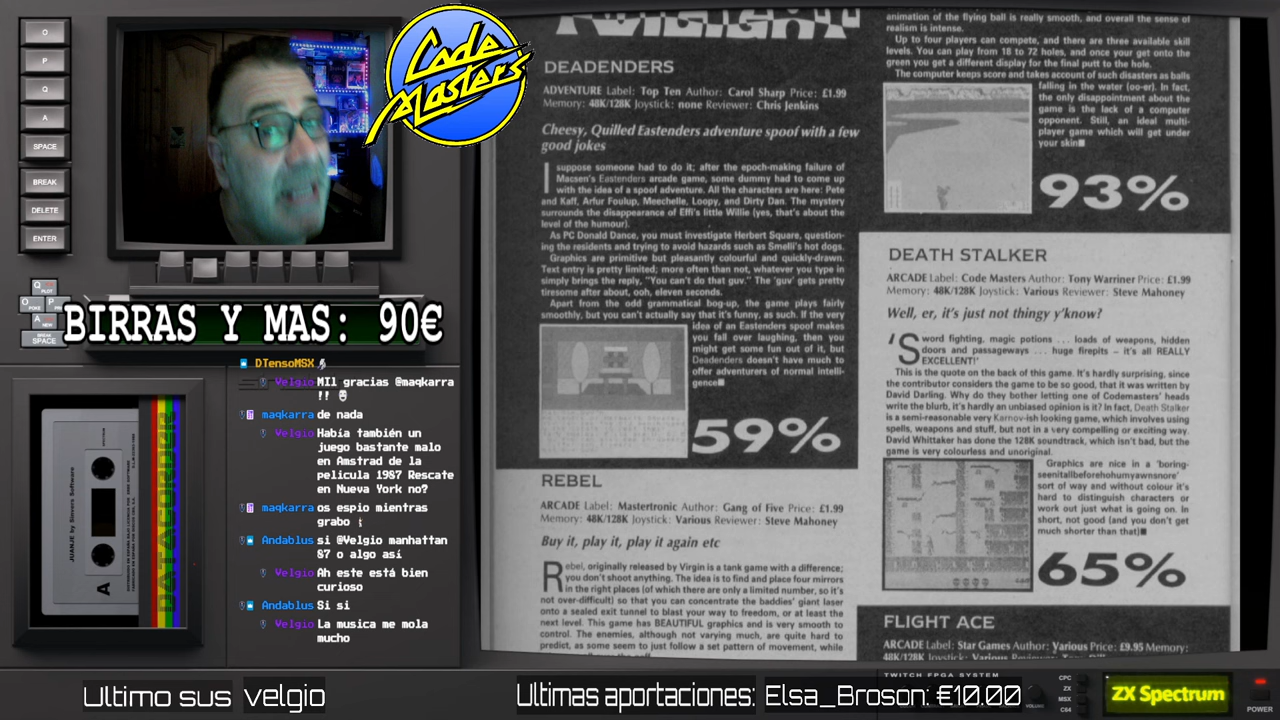 O
P
Q
A
SPACE
BREAK
DELETE
ENTER
Code
Masters
BIRRAS Y MAS: 90€
DTensoMSX
Velgio MIl gracias @maqkarra
!!
maqkarra de nada
Velgio Había también un
juego bastante malo
en Amstrad de la
película 1987 Rescate
en Nueva York no?
maqkarra os espio mientras
grabo
Andablus si @Velgio manhattan
87 o algo así
Velgio Ah este está bien
curioso
Andablus Si si
Velgio La musica me mola
mucho
JUANJE by Sinvers Software
A
DATAASETTE
TWILIGHT
DEADENDERS
ADVENTURE Label: Top Ten Author: Carol Sharp Price: £1.99
Memory: 48K/128K Joystick: none Reviewer: Chris Jenkins
Cheesy, Quilled Eastenders adventure spoof with a few
good jokes
I suppose someone had to do it; after the epoch-making failure of
Macsen's Eastenders arcade game, some dummy had to come up
with the idea of a spoof adventure. All the characters are here: Pete
and Kaff, Arfur Foulup, Meechelle, Loopy, and Dirty Dan. The mystery
surrounds the disappearance of Effi's little Willie (yes, that's about the
level of the humour).
As PC Donald Dance, you must investigate Herbert Square, question-
ing the residents and trying to avoid hazards such as Smelli's hot dogs.
Graphics are primitive but pleasantly colourful and quickly-drawn.
Text entry is pretty limited; more often than not, whatever you type in
simply brings the reply, "You can't do that guv." The 'guv' gets pretty
tiresome after about, ooh, eleven seconds.
Apart from the odd grammatical bog-up, the game plays fairly
smoothly, but you can't actually say that it's funny, as such. If the very
idea of an Eastenders spoof makes
you fall over laughing, then you
might get some fun out of it, but
Deadenders doesn't have much to
offer adventurers of normal intelli-
gence■
59%
REBEL
ARCADE Label: Mastertronic Author: Gang of Five Price: £1.99
Memory: 48K/128K Joystick: Various Reviewer: Steve Mahoney
Buy it, play it, play it again etc
Rebel, originally released by Virgin is a tank game with a difference;
you don't shoot anything. The idea is to find and place four mirrors
in the right places (of which there are only a limited number, so it's
not over-difficult) so that you can concentrate the baddies' giant laser
onto a sealed exit tunnel to blast your way to freedom, or at least the
next level. This game has BEAUTIFUL graphics and is very smooth to
control. The enemies, although not varying much, are quite hard to
predict, as some seem to just follow a set pattern of movement, while
animation of the flying ball is really smooth, and overall the sense of
realism is intense.
Up to four players can compete, and there are three available skill
levels. You can play from 18 to 72 holes, and once your get onto the
green you get a different display for the final putt to the hole.
The computer keeps score and takes account of such disasters as balls
falling in the water (oo-er). In fact,
the only disappointment about the
game is the lack of a computer
opponent. Still, an ideal multi-
player game which will get under
your skin■
93%
DEATH STALKER
ARCADE Label: Code Masters Author: Tony Warriner Price: £1.99
Memory: 48K/128K Joystick: Various Reviewer: Steve Mahoney
Well, er, it's just not thingy y'know?
'Sword fighting, magic potions . . . loads of weapons, hidden
doors and passageways . . . huge firepits – it's all REALLY
EXCELLENT!'
This is the quote on the back of this game. It's hardly surprising, since
the contributor considers the game to be so good, that it was written by
David Darling. Why do they bother letting one of Codemasters' heads
write the blurb, it's hardly an unbiased opinion is it? In fact, Death Stalker
is a semi-reasonable very Karnov-ish looking game, which involves using
spells, weapons and stuff, but not in a very compelling or exciting way.
David Whittaker has done the 128K soundtrack, which isn't bad, but the
game is very colourless and unoriginal.
Graphics are nice in a 'boring-
seenitallbeforehohumyawnsnore'
sort of way and without colour it's
hard to distinguish characters or
work out just what is going on. In
short, not good (and you don't get
much shorter than that)■
65%
FLIGHT ACE
ARCADE Label: Star Games Author: Various Price: £9.95 Memory:
48K/128K Joystick: Various
Ultimo sus velgio
Ultimas aportaciones: Elsa_Broson: €10.00
TWITCH FPGA SYSTEM
VOLUME
CPC
ZX
MSX
C64
ZX Spectrum
POWER